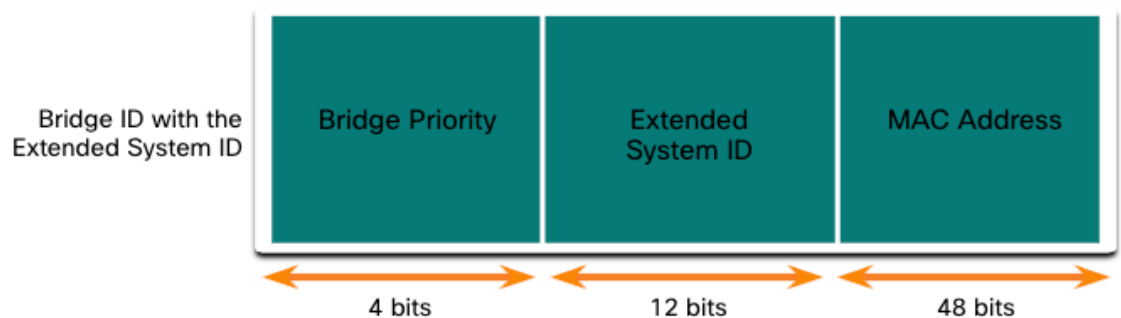 Bridge ID with the
Extended System ID
Bridge Priority
Extended
System ID
MAC Address
4 bits
12 bits
48 bits